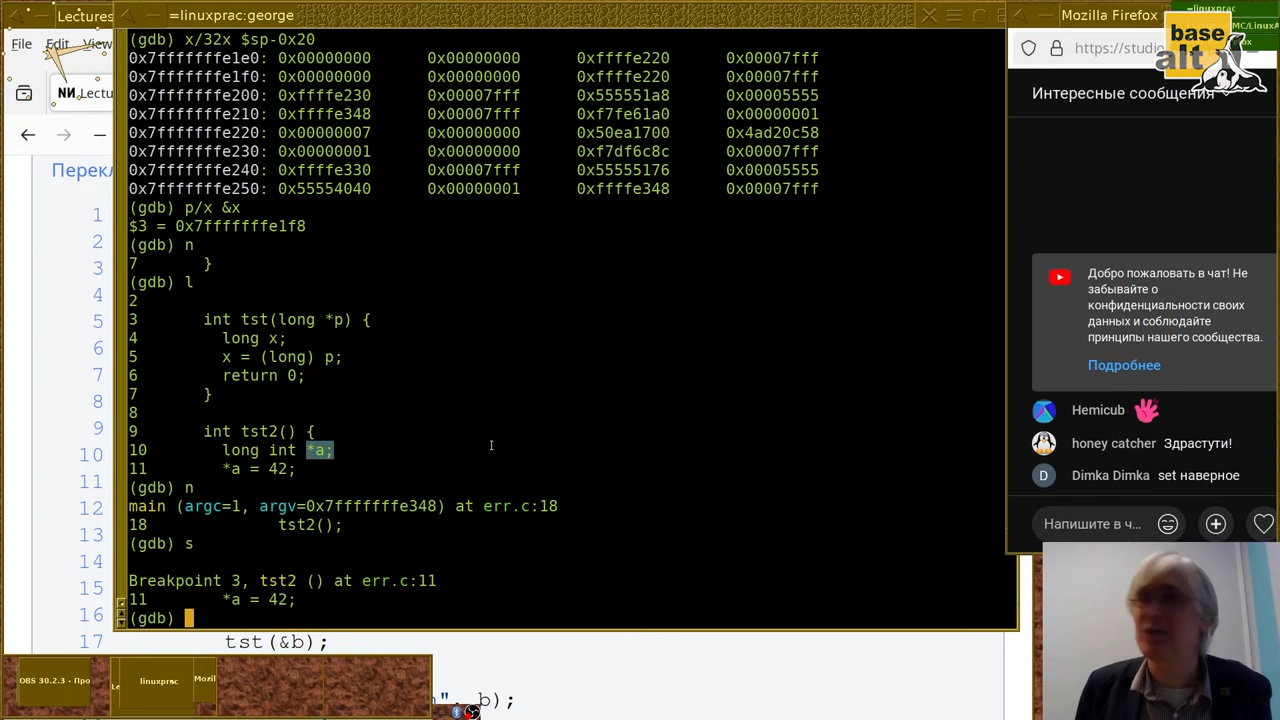 Lectures
=linuxprac:george
Mozilla Firefox
=linuxprac
File Edit View
https://studio
base
alt
Lectu
Интересные сообщения
Перекл
1
2
3
4
5
6
7
8
9
10
11
12
13
14
15
16
17
(gdb) x/32x $sp-0x20
0x7fffffffe1e0: 0x00000000 0x00000000 0xffffe220 0x00007fff
0x7fffffffe1f0: 0x00000000 0x00000000 0xffffe220 0x00007fff
0x7fffffffe200: 0xffffe230 0x00007fff 0x555551a8 0x00005555
0x7fffffffe210: 0xffffe348 0x00007fff 0xf7fe61a0 0x00000001
0x7fffffffe220: 0x00000007 0x00000000 0x50ea1700 0x4ad20c58
0x7fffffffe230: 0x00000001 0x00000000 0xf7df6c8c 0x00007fff
0x7fffffffe240: 0xffffe330 0x00007fff 0x55555176 0x00005555
0x7fffffffe250: 0x55554040 0x00000001 0xffffe348 0x00007fff
(gdb) p/x &x
$3 = 0x7fffffffe1f8
(gdb) n
7 }
(gdb) l
2
3 int tst(long *p) {
4 long x;
5 x = (long) p;
6 return 0;
7 }
8
9 int tst2() {
10 long int *a;
11 *a = 42;
(gdb) n
main (argc=1, argv=0x7fffffffe348) at err.c:18
18 tst2();
(gdb) s
Breakpoint 3, tst2 () at err.c:11
11 *a = 42;
(gdb)
tst(&b);
", b);
Добро пожаловать в чат! Не
забывайте о
конфиденциальности своих
данных и соблюдайте
принципы нашего сообщества.
Подробнее
Hemicub
honey catcher Здрастути!
Dimka Dimka set наверное
Напишите в ч...
OBS 30.2.3 - Про
Le
linuxprac
Mozil